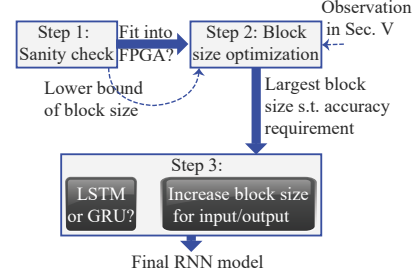 Step 1:
Sanity check
Fit into
FPGA?
Step 2: Block
size optimization
Observation
in Sec. V
Lower bound
of block size
Largest block
size s.t. accuracy
requirement
Step 3:
LSTM
or GRU?
Increase block size
for input/output
Final RNN model